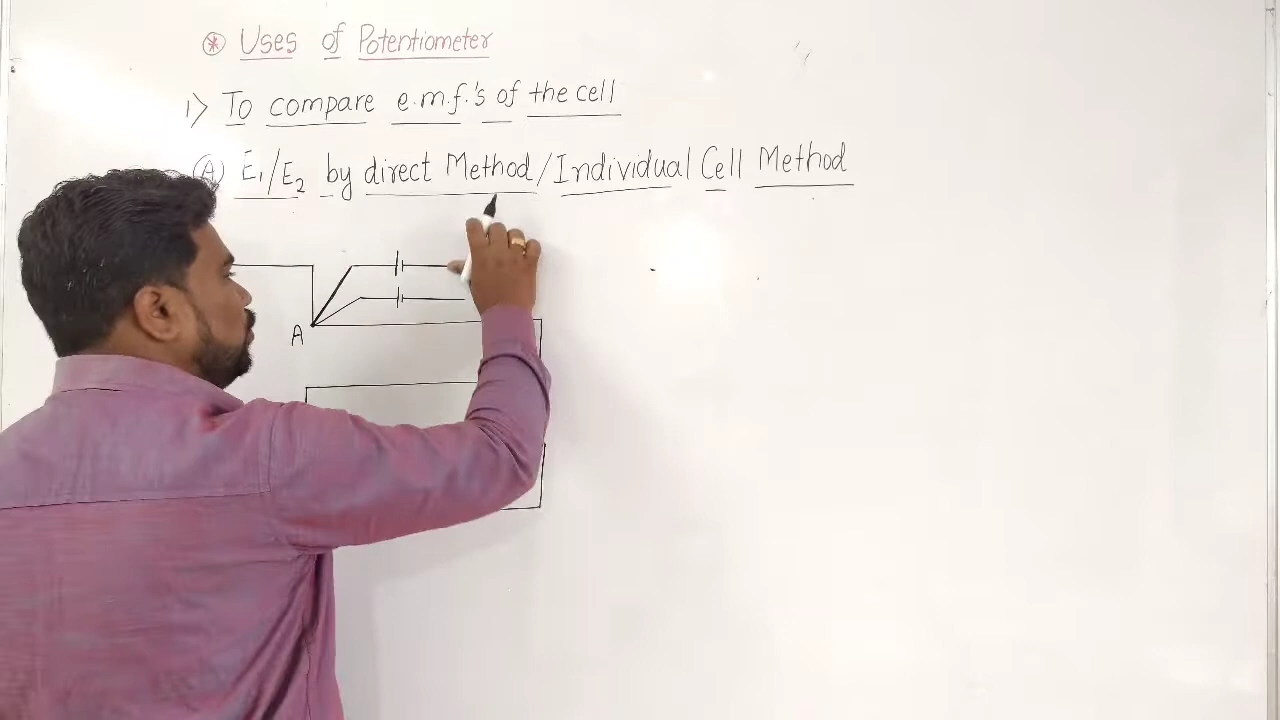 ⊛ Uses of Potentiometer
1> To compare e.m.f.'s of the cell
(A) E₁/E₂ by direct Method/Individual Cell Method
A